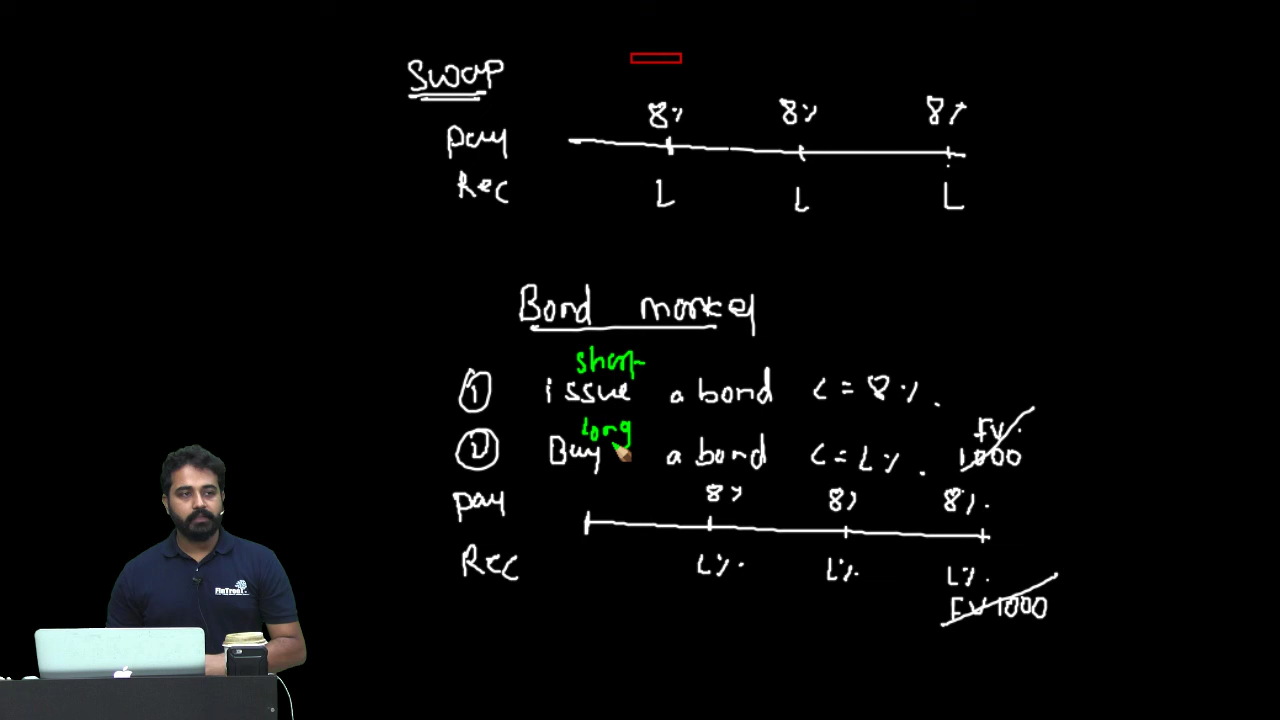 Swap
8% 8% 8%
Pay
Rec L L L
Bond market
short
① issue a bond C = 8%.
Long
② Buy a bond C = L%.
FV.
1000
pay 8% 8% 8%.
Rec L%. L%. L%.
FV 1000
FinTree